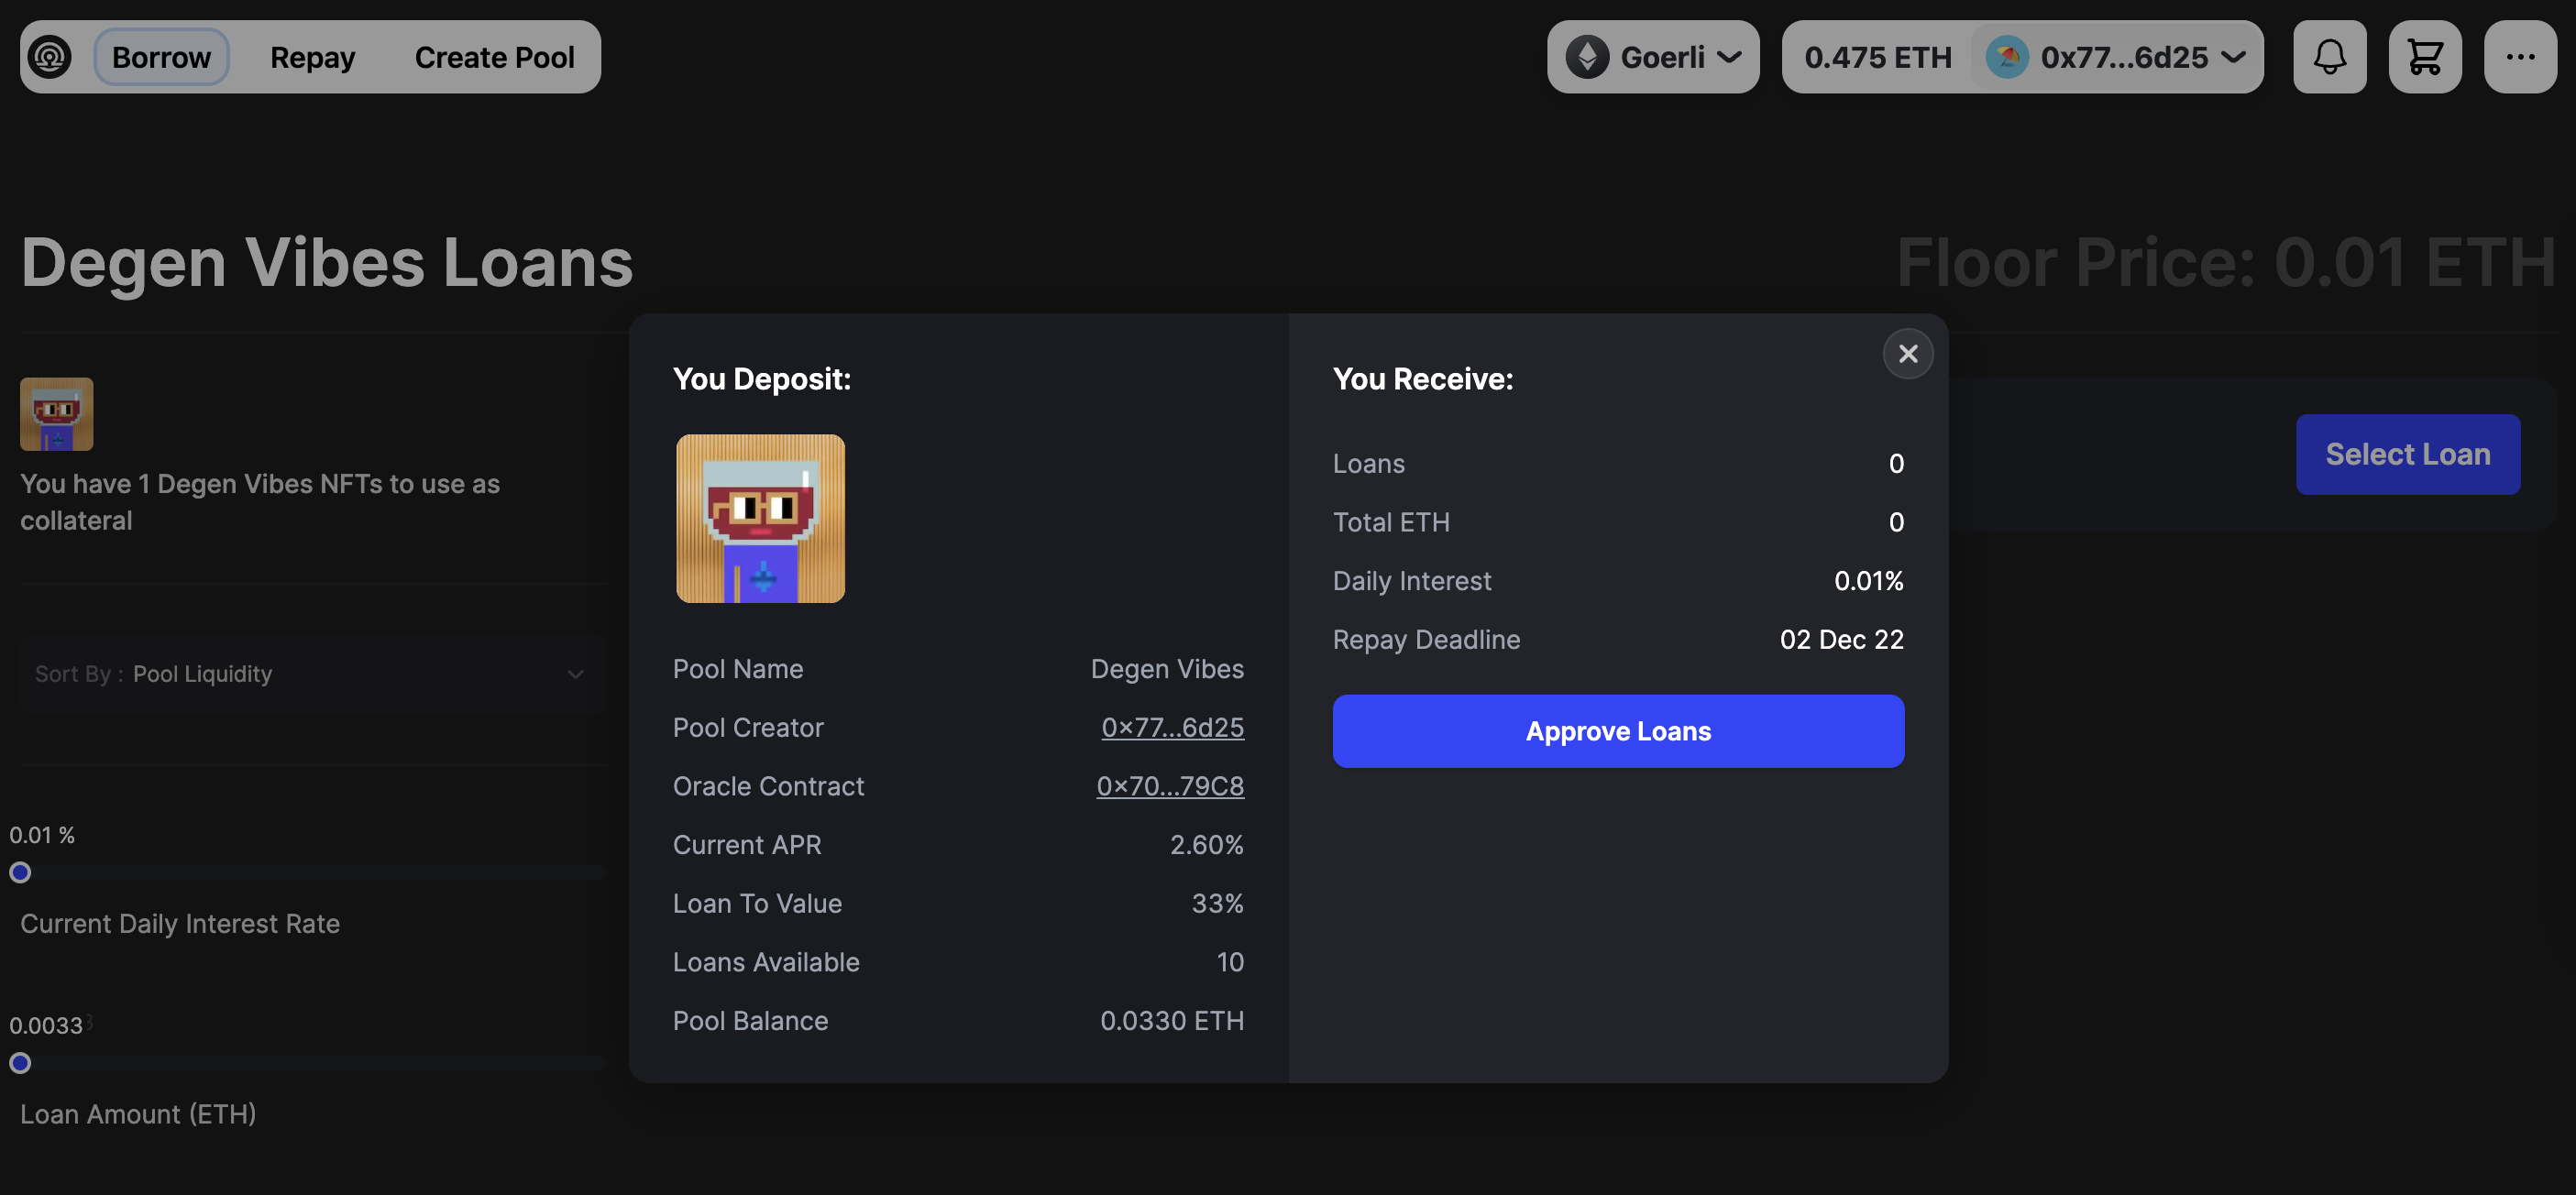 Borrow Repay Create Pool
Goerli 0.475 ETH 0x77...6d25
Degen Vibes Loans
Floor Price: 0.01 ETH
You have 1 Degen Vibes NFTs to use as
collateral
Sort By : Pool Liquidity
0.01 %
Current Daily Interest Rate
0.0033
Loan Amount (ETH)
You Deposit:
Pool Name Degen Vibes
Pool Creator 0×77...6d25
Oracle Contract 0×70...79C8
Current APR 2.60%
Loan To Value 33%
Loans Available 10
Pool Balance 0.0330 ETH
You Receive:
Loans 0
Total ETH 0
Daily Interest 0.01%
Repay Deadline 02 Dec 22
Approve Loans
Select Loan